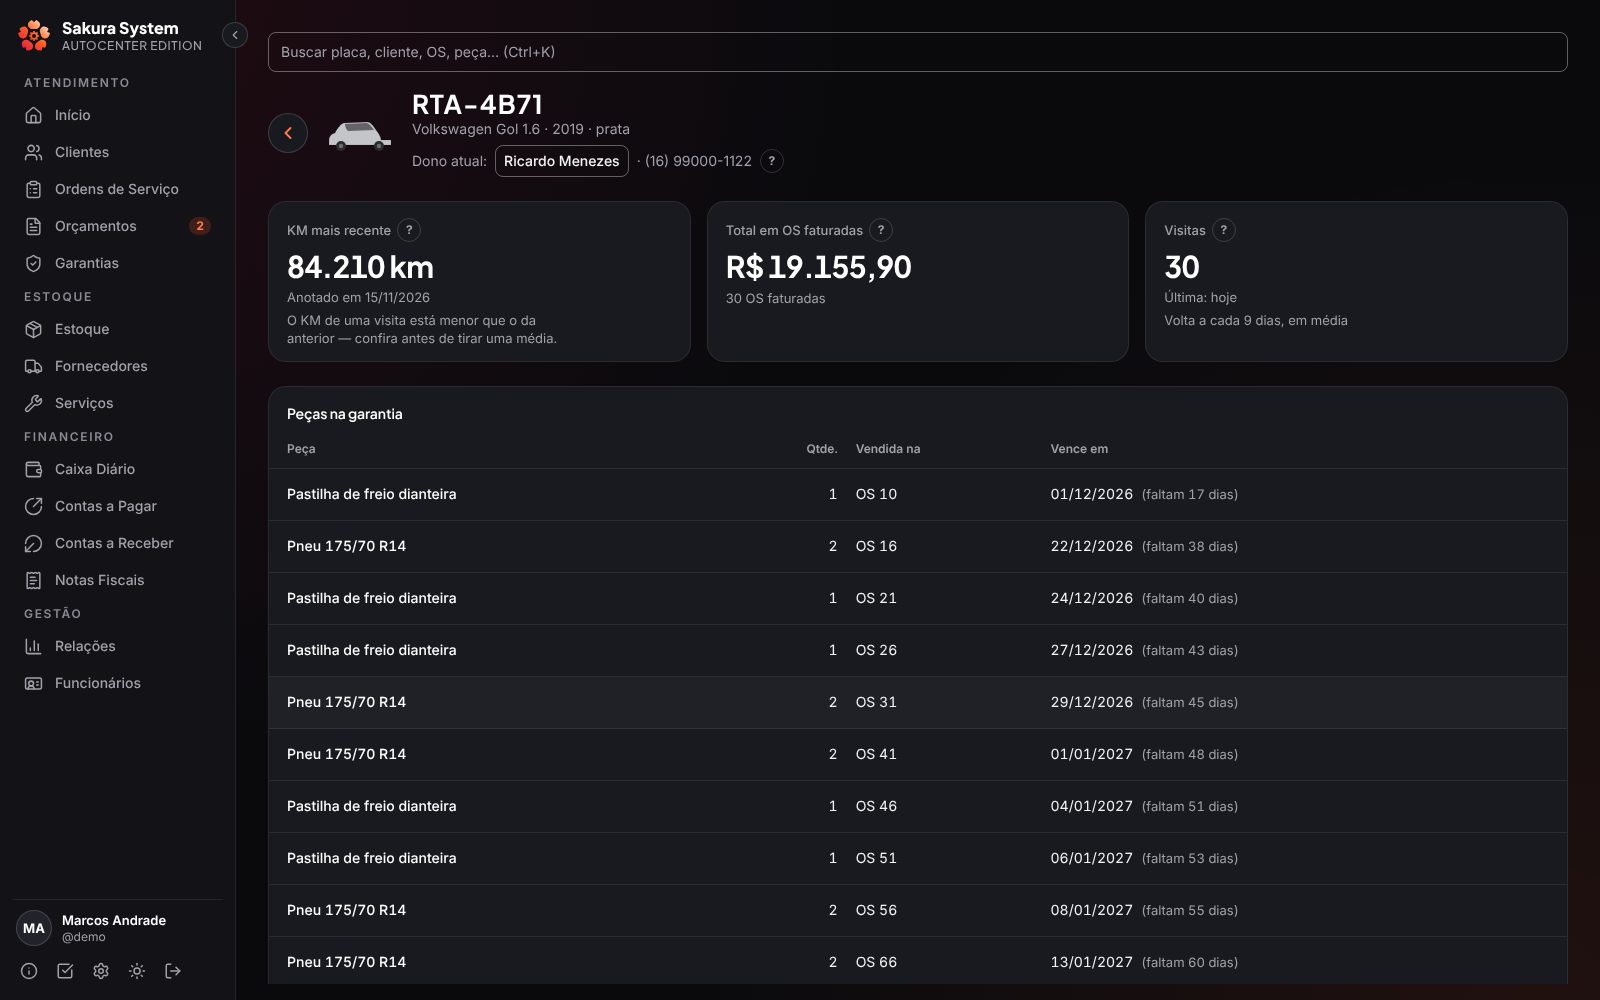 Sakura System
AUTOCENTER EDITION
ATENDIMENTO
Início
Clientes
Ordens de Serviço
Orçamentos 2
Garantias
ESTOQUE
Estoque
Fornecedores
Serviços
FINANCEIRO
Caixa Diário
Contas a Pagar
Contas a Receber
Notas Fiscais
GESTÃO
Relações
Funcionários
MA
Marcos Andrade
@demo
Buscar placa, cliente, OS, peça... (Ctrl+K)
RTA-4B71
Volkswagen Gol 1.6 · 2019 · prata
Dono atual: Ricardo Menezes · (16) 99000-1122 ?
KM mais recente ?
84.210 km
Anotado em 15/11/2026
O KM de uma visita está menor que o da
anterior — confira antes de tirar uma média.
Total em OS faturadas ?
R$ 19.155,90
30 OS faturadas
Visitas ?
30
Última: hoje
Volta a cada 9 dias, em média
Peças na garantia
Peça Qtde. Vendida na Vence em
Pastilha de freio dianteira 1 OS 10 01/12/2026 (faltam 17 dias)
Pneu 175/70 R14 2 OS 16 22/12/2026 (faltam 38 dias)
Pastilha de freio dianteira 1 OS 21 24/12/2026 (faltam 40 dias)
Pastilha de freio dianteira 1 OS 26 27/12/2026 (faltam 43 dias)
Pneu 175/70 R14 2 OS 31 29/12/2026 (faltam 45 dias)
Pneu 175/70 R14 2 OS 41 01/01/2027 (faltam 48 dias)
Pastilha de freio dianteira 1 OS 46 04/01/2027 (faltam 51 dias)
Pastilha de freio dianteira 1 OS 51 06/01/2027 (faltam 53 dias)
Pneu 175/70 R14 2 OS 56 08/01/2027 (faltam 55 dias)
Pneu 175/70 R14 2 OS 66 13/01/2027 (faltam 60 dias)